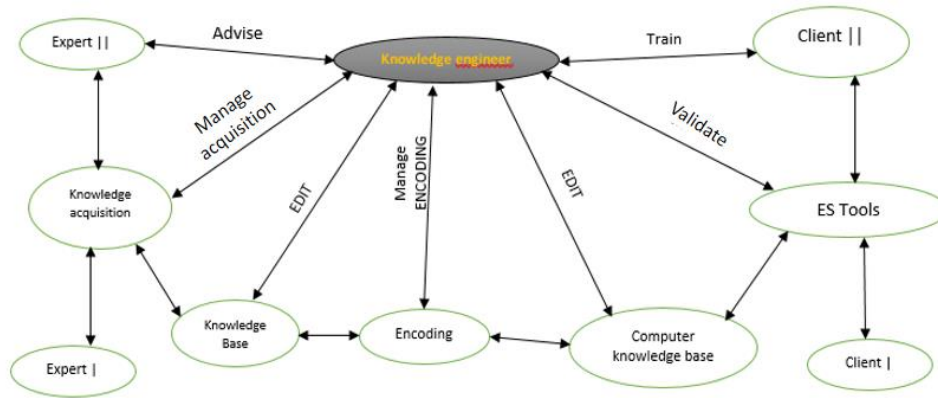 Expert ||
Advise
Knowledge engineer
Train
Client ||
Manage
acquisition
Validate
Knowledge
acquisition
EDIT
Manage
ENCODING
EDIT
ES Tools
Knowledge
Base
Encoding
Computer
knowledge base
Expert |
Client |